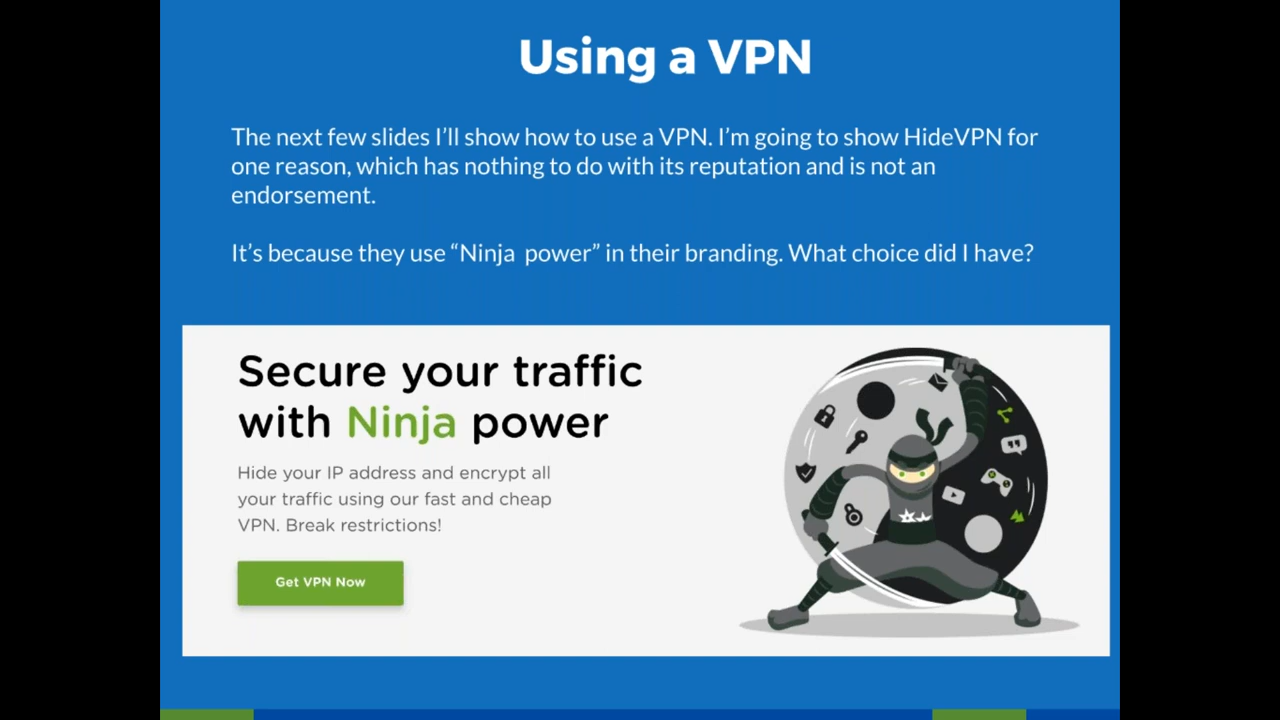 Using a VPN
The next few slides I’ll show how to use a VPN. I’m going to show HideVPN for
one reason, which has nothing to do with its reputation and is not an
endorsement.
It’s because they use “Ninja  power” in their branding. What choice did I have?
Secure your traffic
with Ninja power
Hide your IP address and encrypt all
your traffic using our fast and cheap
VPN. Break restrictions!
Get VPN Now